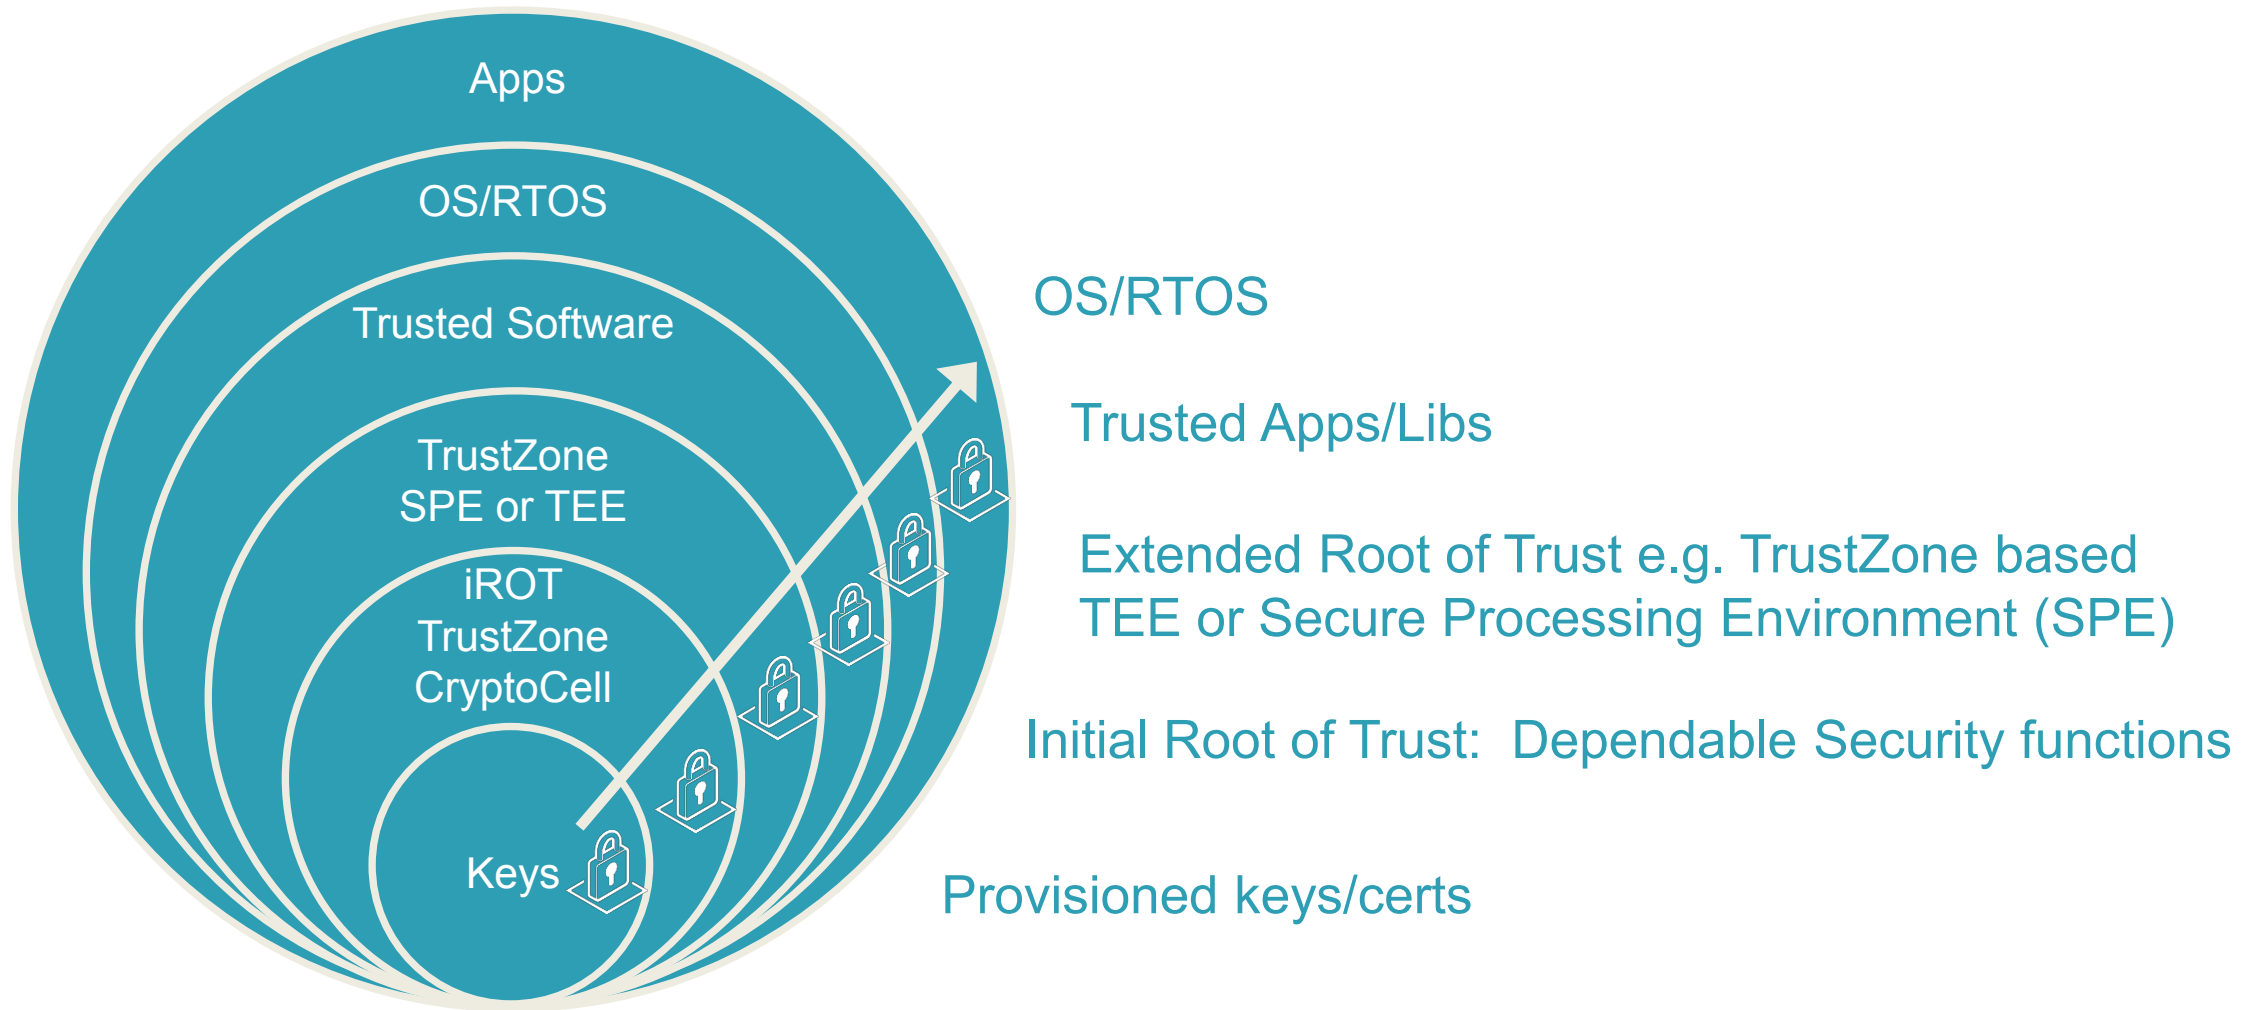 Apps
OS/RTOS
Trusted Software
TrustZone
SPE or TEE
iROT
TrustZone
CryptoCell
Keys
OS/RTOS
Trusted Apps/Libs
Extended Root of Trust e.g. TrustZone based
TEE or Secure Processing Environment (SPE)
Initial Root of Trust:  Dependable Security functions
Provisioned keys/certs